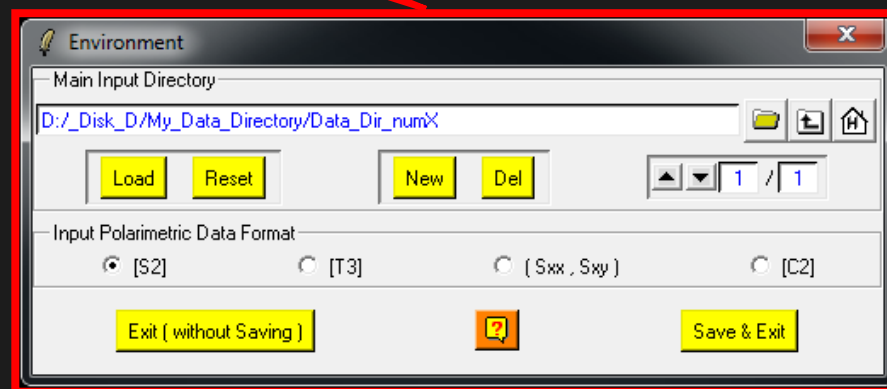 Environment
X
Main Input Directory
D:/_Disk_D/My_Data_Directory/Data_Dir_numX
H
Load Reset New Del 1 / 1
Input Polarimetric Data Format
[S2] [T3] ( Sxx , Sxy ) [C2]
Exit ( without Saving ) ? Save & Exit